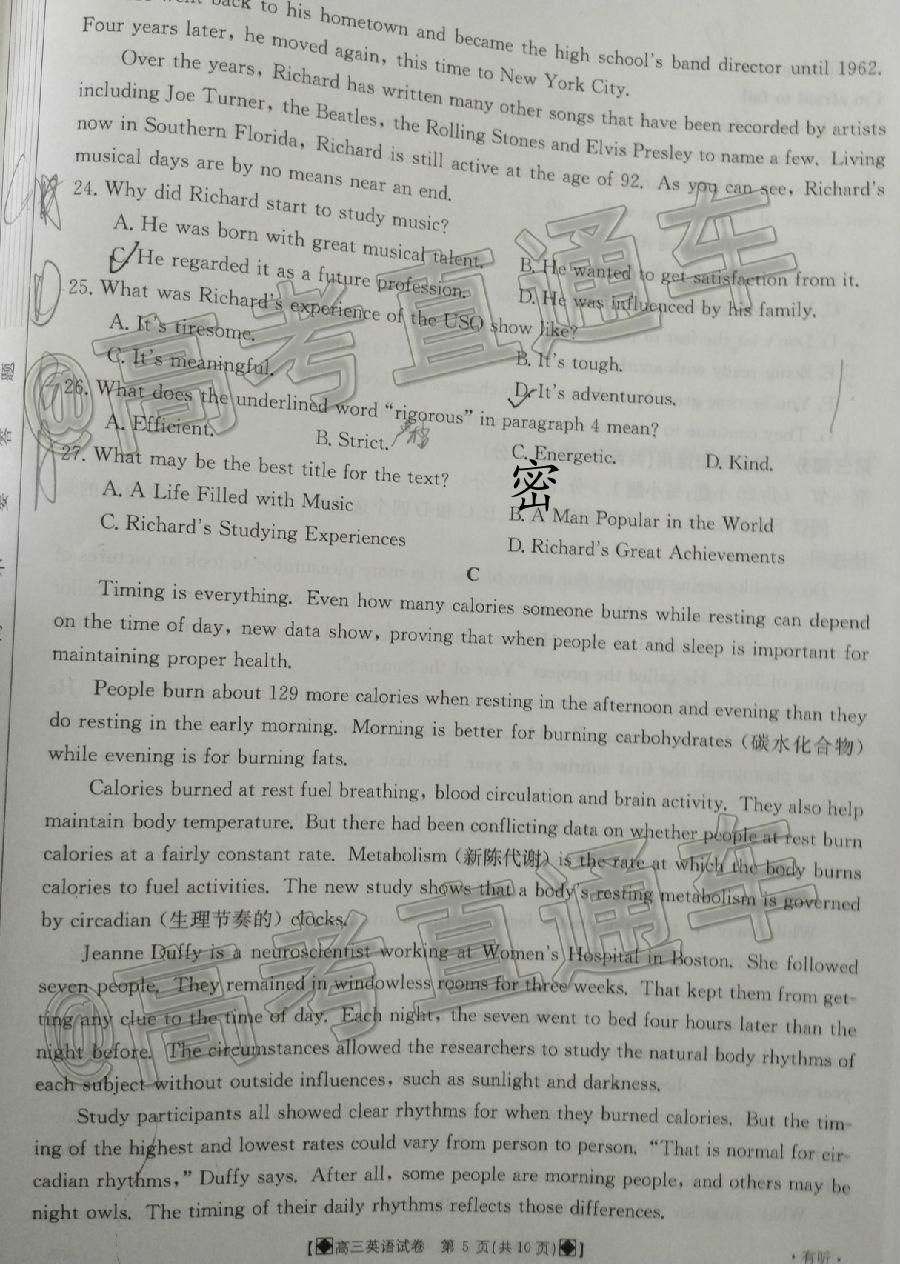 back to his hometown and became the high school's band director until 1962.
Four years later, he moved again, this time to New York City.
Over the years, Richard has written many other songs that have been recorded by artists
including Joe Turner, the Beatles, the Rolling Stones and Elvis Presley to name a few. Living
now in Southern Florida, Richard is still active at the age of 92. As you can see, Richard's
musical days are by no means near an end.
24. Why did Richard start to study music?
A. He was born with great musical talent.
B. He wanted to get satisfaction from it.
C. He regarded it as a future profession.
D. He was influenced by his family.
25. What was Richard's experience of the USO show like?
A. It's tiresome.
B. It's tough.
C. It's meaningful.
D. It's adventurous.
26. What does the underlined word "rigorous" in paragraph 4 mean?
A. Efficient. B. Strict. C. Energetic. D. Kind.
27. What may be the best title for the text?
A. A Life Filled with Music
B. A Man Popular in the World
C. Richard's Studying Experiences
D. Richard's Great Achievements
密
C
Timing is everything. Even how many calories someone burns while resting can depend
on the time of day, new data show, proving that when people eat and sleep is important for
maintaining proper health.
People burn about 129 more calories when resting in the afternoon and evening than they
do resting in the early morning. Morning is better for burning carbohydrates (碳水化合物)
while evening is for burning fats.
Calories burned at rest fuel breathing, blood circulation and brain activity. They also help
maintain body temperature. But there had been conflicting data on whether people at rest burn
calories at a fairly constant rate. Metabolism (新陈代谢) is the rate at which the body burns
calories to fuel activities. The new study shows that a body's resting metabolism is governed
by circadian (生理节奏的) clocks.
Jeanne Duffy is a neuroscientist working at Women's Hospital in Boston. She followed
seven people. They remained in windowless rooms for three weeks. That kept them from get-
ting any clue to the time of day. Each night, the seven went to bed four hours later than the
night before. The circumstances allowed the researchers to study the natural body rhythms of
each subject without outside influences, such as sunlight and darkness.
Study participants all showed clear rhythms for when they burned calories. But the tim-
ing of the highest and lowest rates could vary from person to person. "That is normal for cir-
cadian rhythms," Duffy says. After all, some people are morning people, and others may be
night owls. The timing of their daily rhythms reflects those differences.
【◆高三英语试卷 第 5 页(共 10 页)◆】
·有听·
@高考直通车
@高考直通车
题
答
要